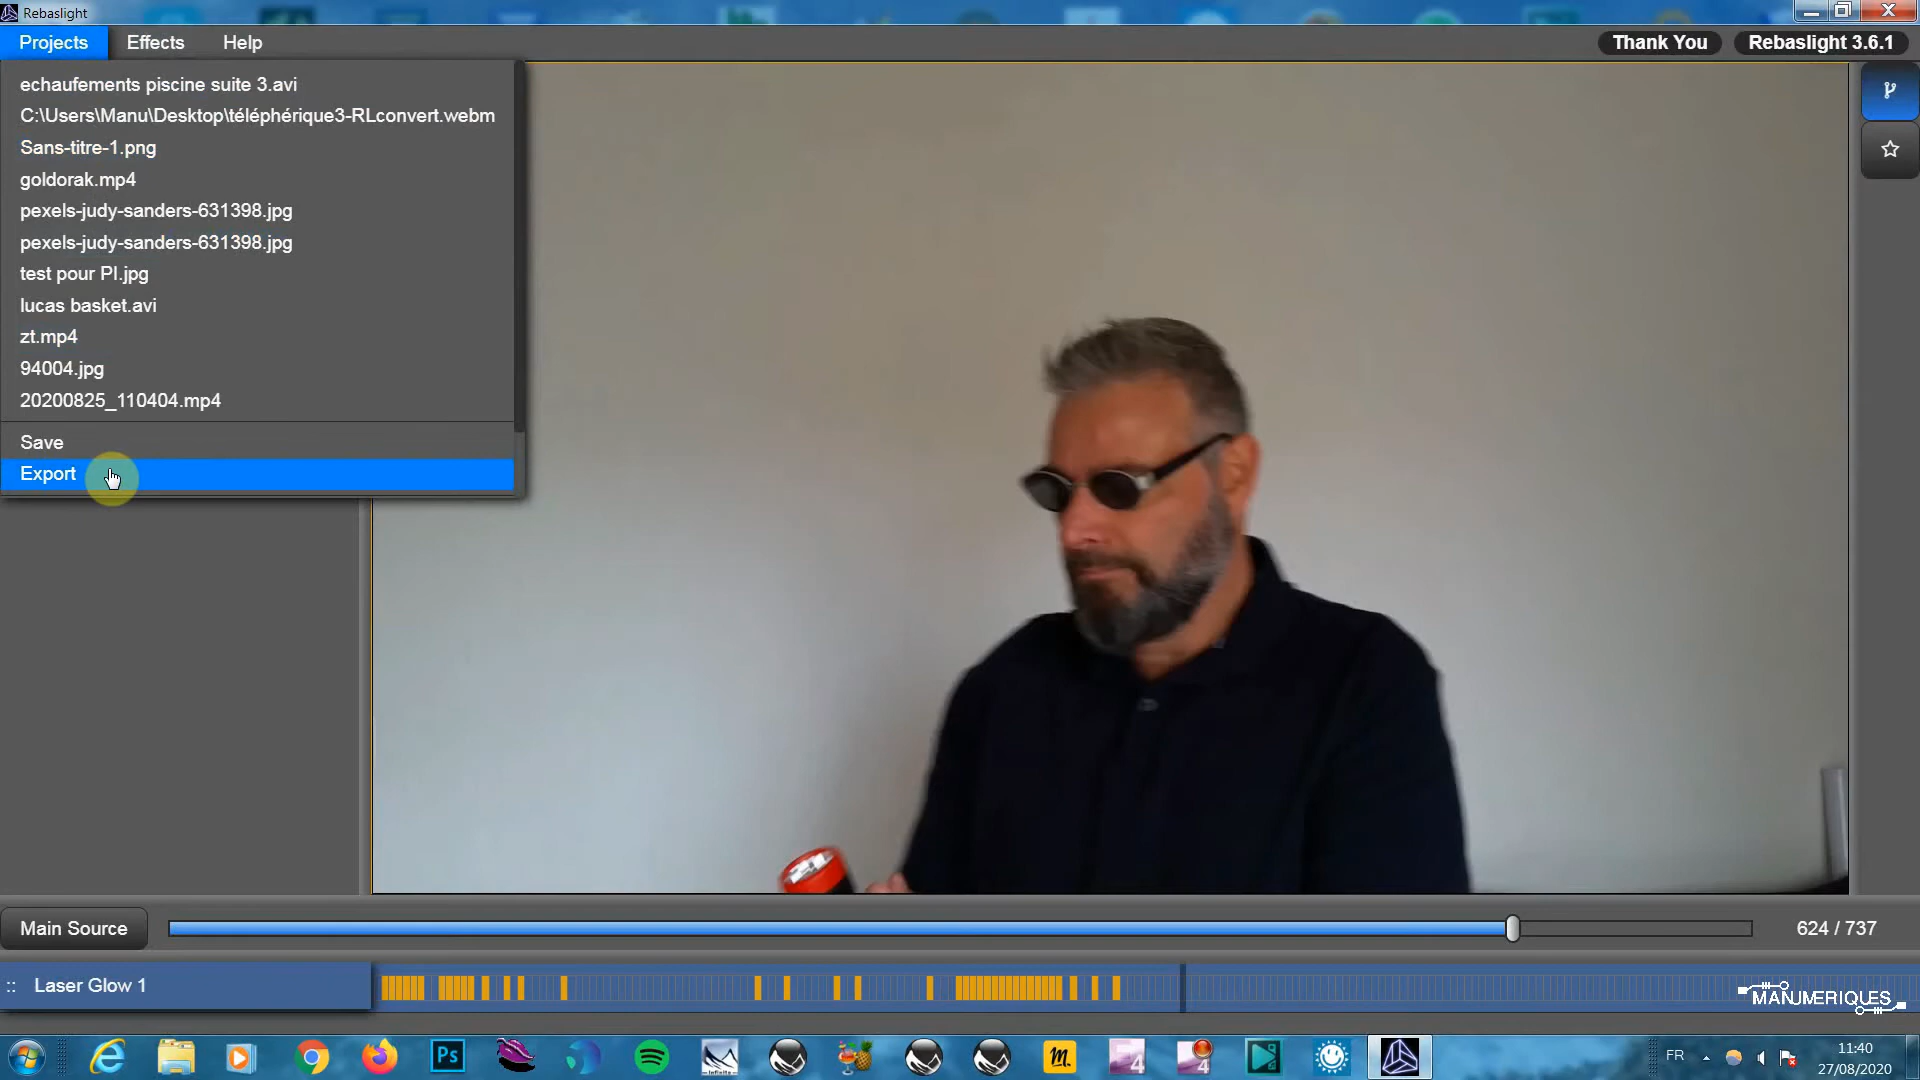 Rebaslight
Projects Effects Help Thank You Rebaslight 3.6.1
echaufements piscine suite 3.avi
C:\Users\Manu\Desktop\téléphérique3-RLconvert.webm
Sans-titre-1.png
goldorak.mp4
pexels-judy-sanders-631398.jpg
pexels-judy-sanders-631398.jpg
test pour PI.jpg
lucas basket.avi
zt.mp4
94004.jpg
20200825_110404.mp4
Save
Export
Main Source 624 / 737
:: Laser Glow 1
MANUMERIQUES
Ps
m
4
4
FR
11:40
27/08/2020